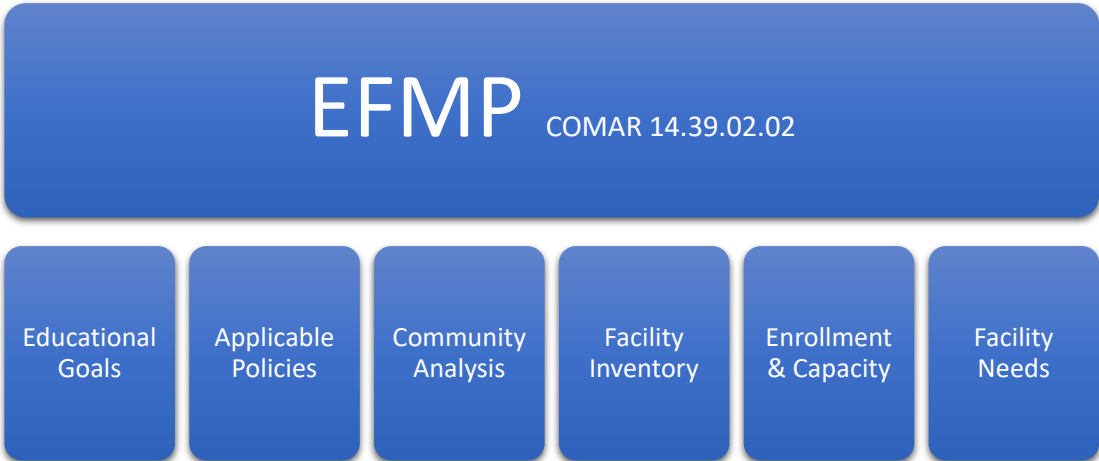 EFMP COMAR 14.39.02.02
Educational
Goals
Applicable
Policies
Community
Analysis
Facility
Inventory
Enrollment
& Capacity
Facility
Needs